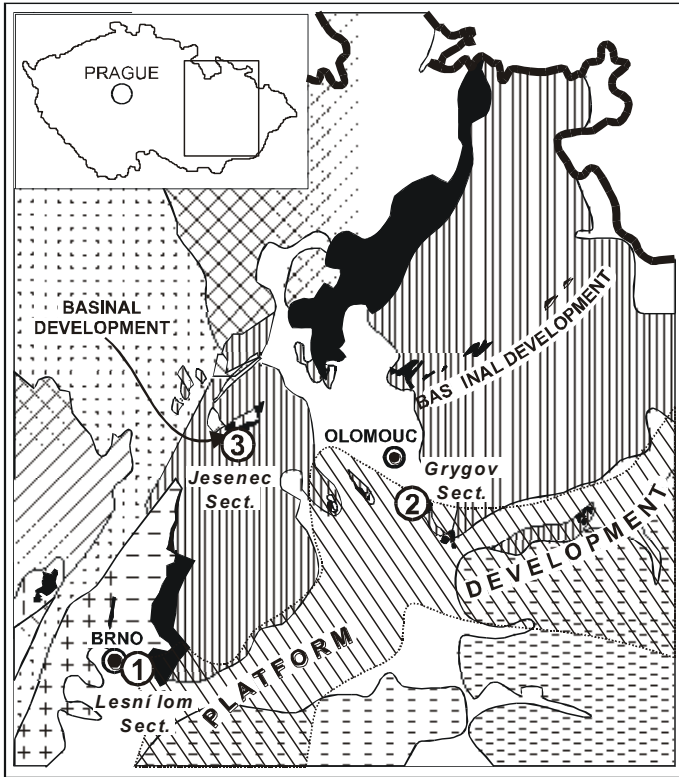 PRAGUE
BASINAL
DEVELOPMENT
BAS INAL DEVELOPMENT
3
OLOMOUC
Jesenec
Sect.
Grygov
Sect.
2
DEVELOPMENT
BRNO
1
PLATFORM
Lesní lom
Sect.